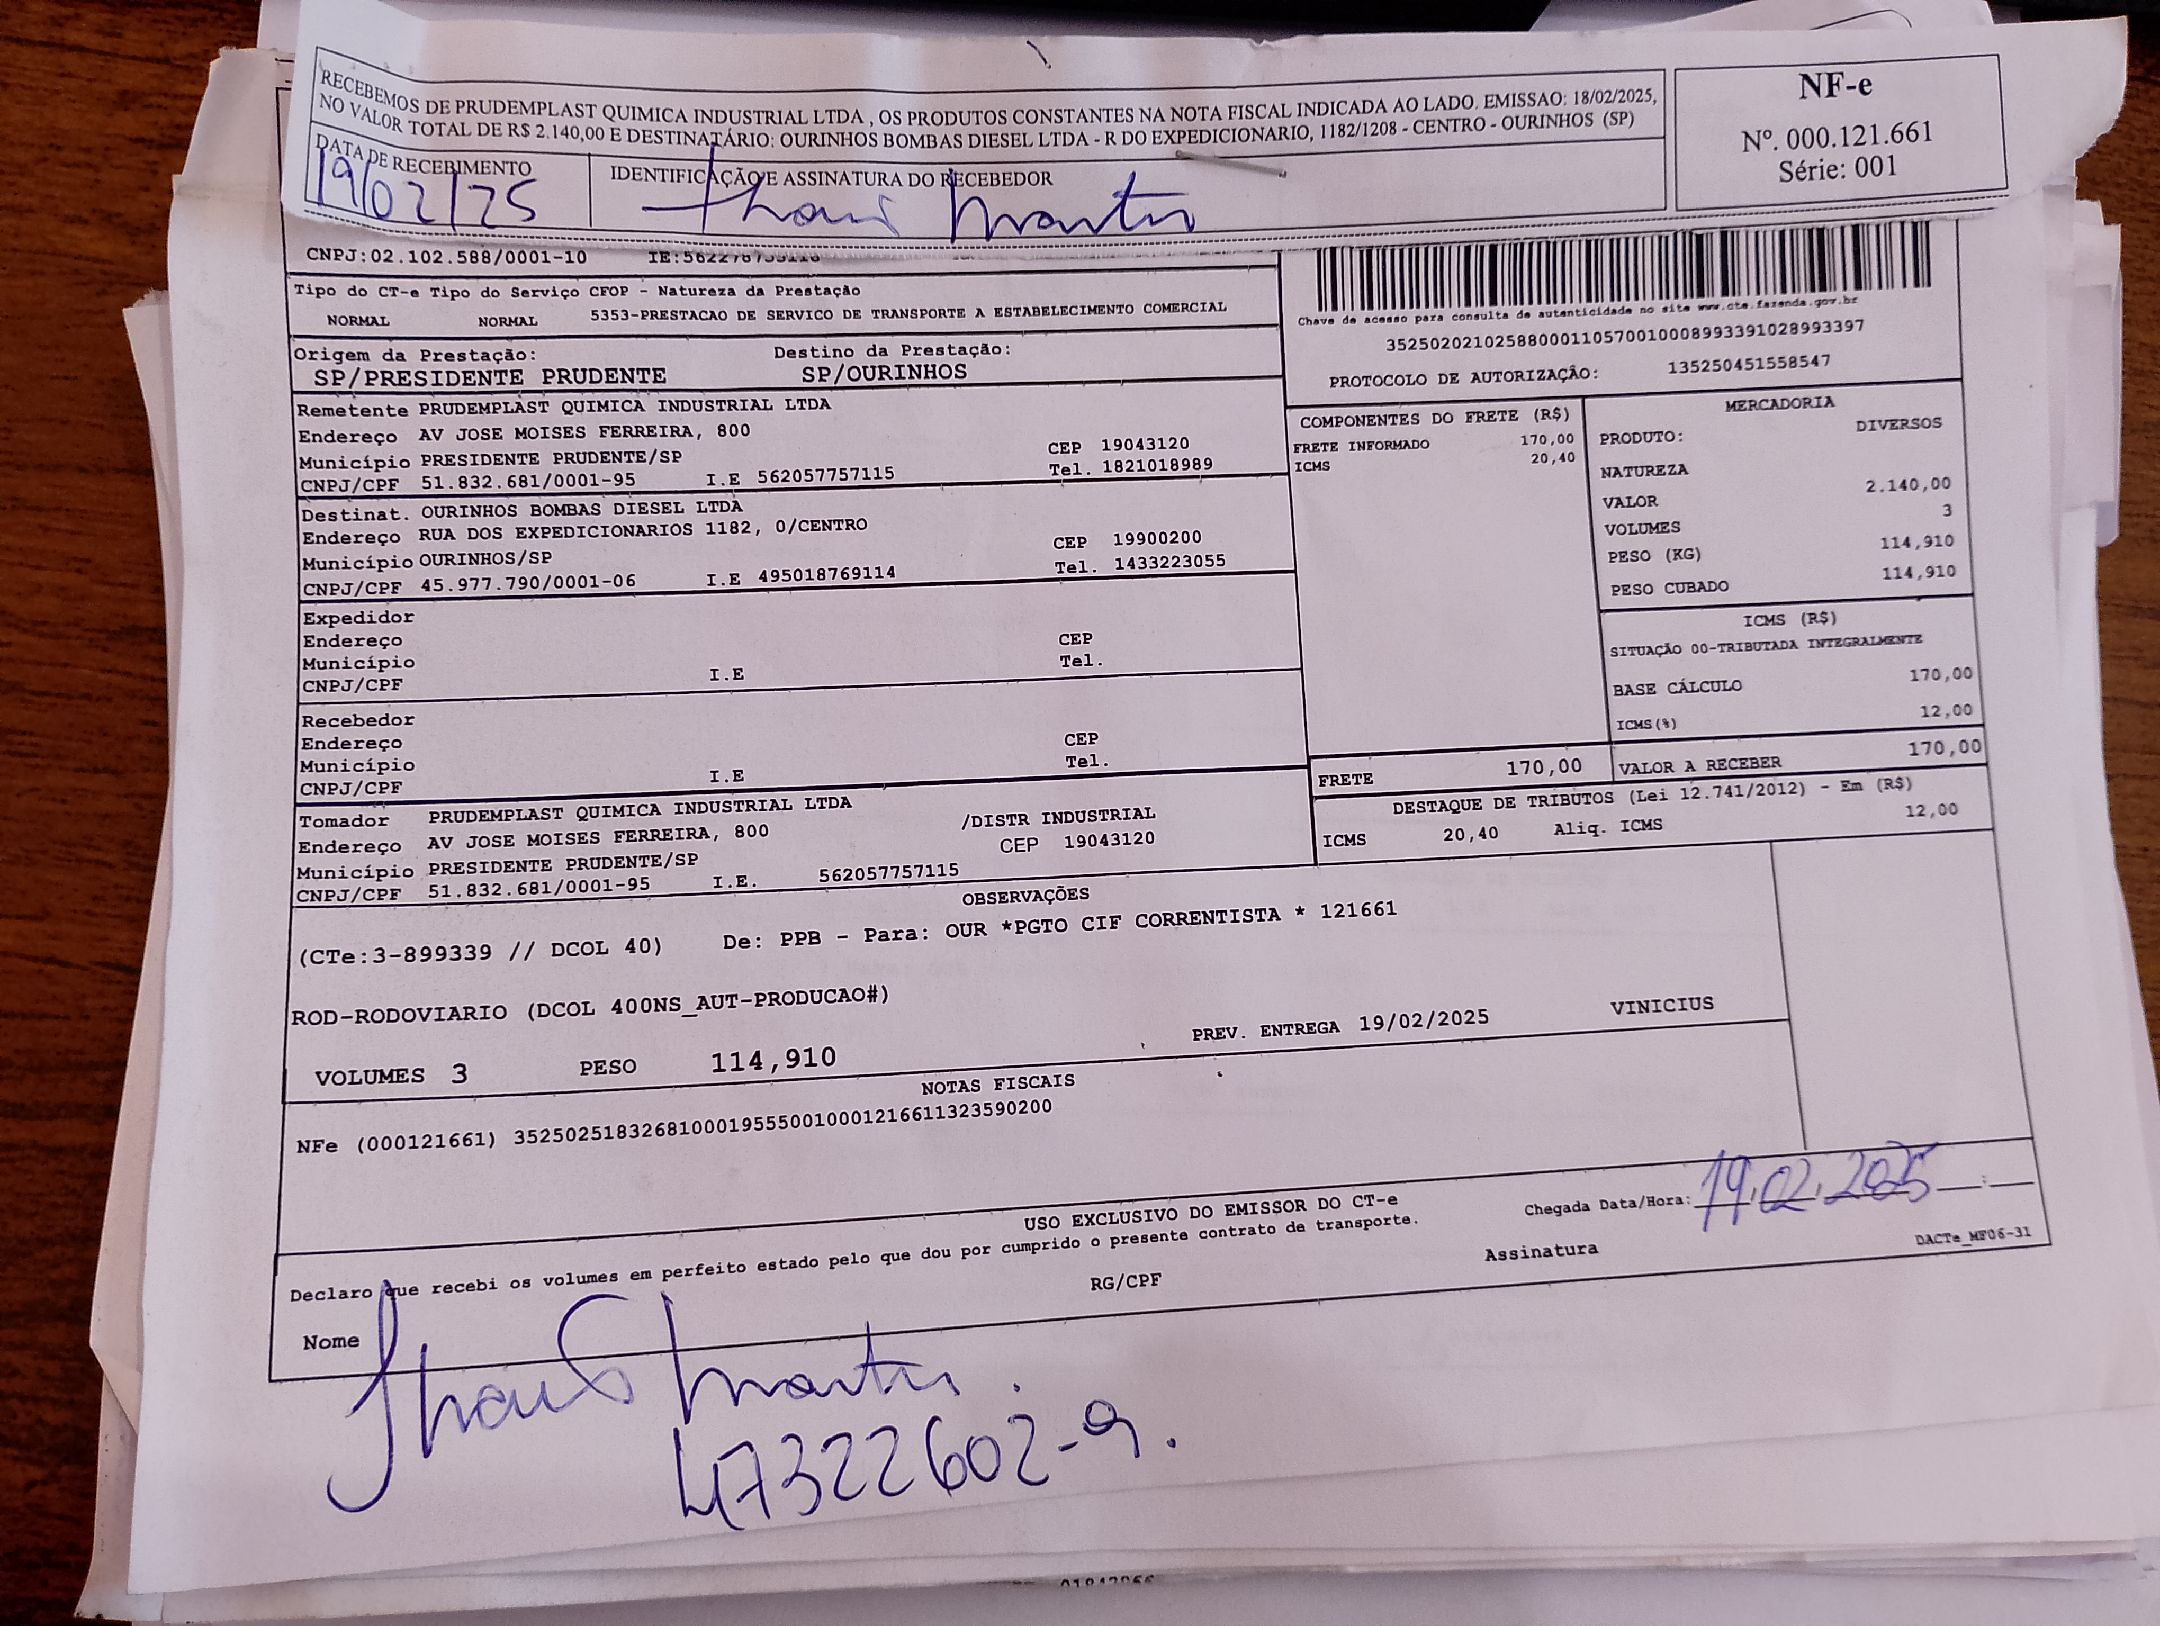 RECEBEMOS DE PRUDEMPLAST QUIMICA INDUSTRIAL LTDA , OS PRODUTOS CONSTANTES NA NOTA FISCAL INDICADA AO LADO. EMISSAO: 18/02/2025,
NO VALOR TOTAL DE R$ 2.140,00 E DESTINATÁRIO: OURINHOS BOMBAS DIESEL LTDA - R DO EXPEDICIONARIO, 1182/1208 - CENTRO - OURINHOS (SP)
DATA DE RECEBIMENTO
19/02/25
IDENTIFICAÇÃO E ASSINATURA DO RECEBEDOR
NF-e
Nº. 000.121.661
Série: 001
CNPJ:02.102.588/0001-10
Tipo do CT-e Tipo do Serviço CFOP - Natureza da Prestação
NORMAL NORMAL 5353-PRESTACAO DE SERVICO DE TRANSPORTE A ESTABELECIMENTO COMERCIAL
Chave de acesso para consulta de autenticidade no site www.cte.fazenda.gov.br
35250202102588000110570010008993391028993397
PROTOCOLO DE AUTORIZAÇÃO: 135250451558547
Origem da Prestação: Destino da Prestação:
SP/PRESIDENTE PRUDENTE SP/OURINHOS
Remetente PRUDEMPLAST QUIMICA INDUSTRIAL LTDA
Endereço AV JOSE MOISES FERREIRA, 800 CEP 19043120
Município PRESIDENTE PRUDENTE/SP Tel. 1821018989
CNPJ/CPF 51.832.681/0001-95 I.E 562057757115
Destinat. OURINHOS BOMBAS DIESEL LTDA
Endereço RUA DOS EXPEDICIONARIOS 1182, 0/CENTRO CEP 19900200
Município OURINHOS/SP Tel. 1433223055
CNPJ/CPF 45.977.790/0001-06 I.E 495018769114
Expedidor
Endereço CEP
Município Tel.
CNPJ/CPF I.E
Recebedor
Endereço CEP
Município Tel.
CNPJ/CPF I.E
Tomador PRUDEMPLAST QUIMICA INDUSTRIAL LTDA
Endereço AV JOSE MOISES FERREIRA, 800 /DISTR INDUSTRIAL
Município PRESIDENTE PRUDENTE/SP CEP 19043120
CNPJ/CPF 51.832.681/0001-95 I.E. 562057757115
COMPONENTES DO FRETE (R$)
FRETE INFORMADO 170,00
ICMS 20,40
MERCADORIA
PRODUTO: DIVERSOS
NATUREZA
VALOR 2.140,00
VOLUMES 3
PESO (KG) 114,910
PESO CUBADO 114,910
ICMS (R$)
SITUAÇÃO 00-TRIBUTADA INTEGRALMENTE
BASE CÁLCULO 170,00
ICMS(%) 12,00
FRETE 170,00 VALOR A RECEBER 170,00
DESTAQUE DE TRIBUTOS (Lei 12.741/2012) - Em (R$)
ICMS 20,40 Aliq. ICMS 12,00
OBSERVAÇÕES
(CTe:3-899339 // DCOL 40) De: PPB - Para: OUR *PGTO CIF CORRENTISTA * 121661
ROD-RODOVIARIO (DCOL 400NS_AUT-PRODUCAO#)
VOLUMES 3 PESO 114,910 PREV. ENTREGA 19/02/2025 VINICIUS
NOTAS FISCAIS
NFe (000121661) 35250251832681000195550010001216611323590200
USO EXCLUSIVO DO EMISSOR DO CT-e
Chegada Data/Hora: 19.02.2025
Declaro que recebi os volumes em perfeito estado pelo que dou por cumprido o presente contrato de transporte.
Nome RG/CPF Assinatura
DACTe_MF06-31
47322602-9.